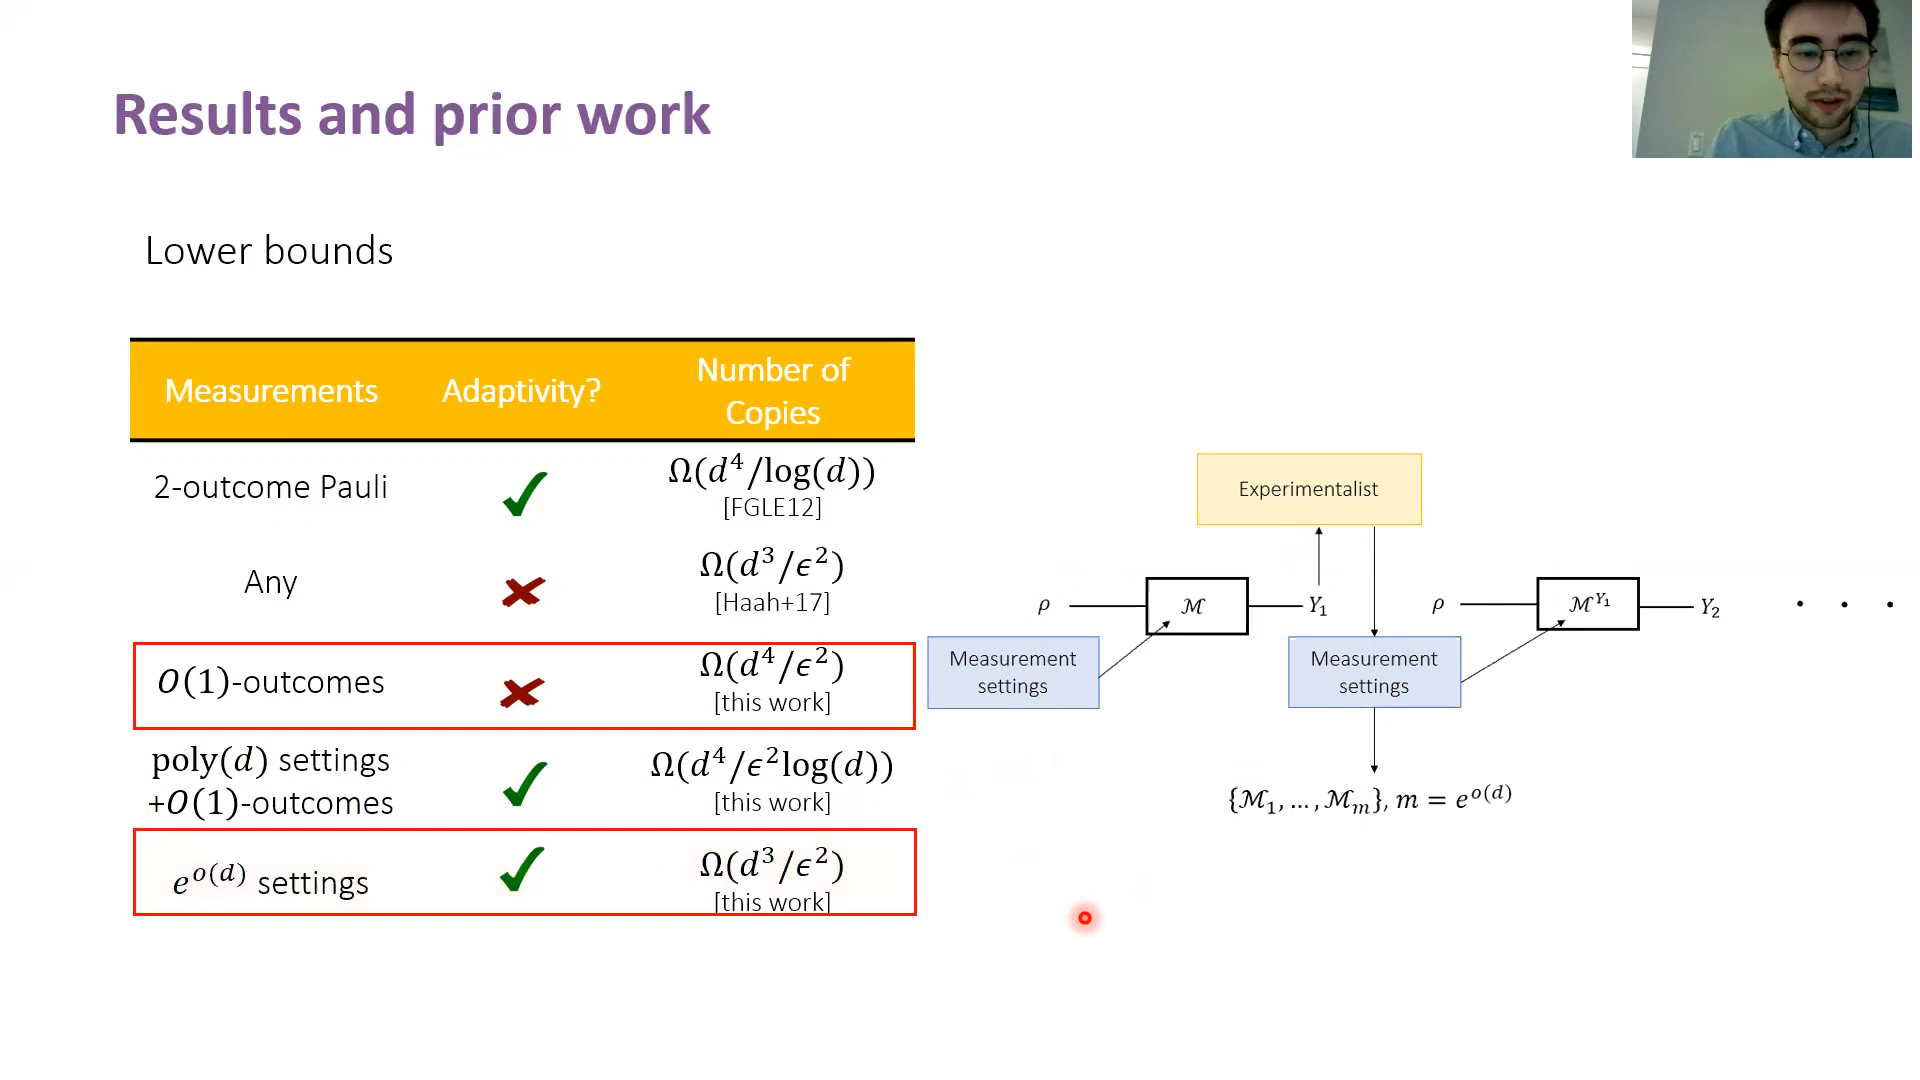 Results and prior work
Lower bounds
Measurements Adaptivity? Number of Copies
2-outcome Pauli ✓ Ω(d⁴/log(d))
[FGLE12]
Any ✗ Ω(d³/ϵ²)
[Haah+17]
O(1)-outcomes ✗ Ω(d⁴/ϵ²)
[this work]
poly(d) settings
+O(1)-outcomes ✓ Ω(d⁴/ϵ²log(d))
[this work]
e^{o(d)} settings ✓ Ω(d³/ϵ²)
[this work]
Experimentalist
ρ ℳ Y₁ ρ ℳ^{Y₁} Y₂ . . .
Measurement
settings
Measurement
settings
{ℳ₁, …, ℳₘ}, m = e^{o(d)}